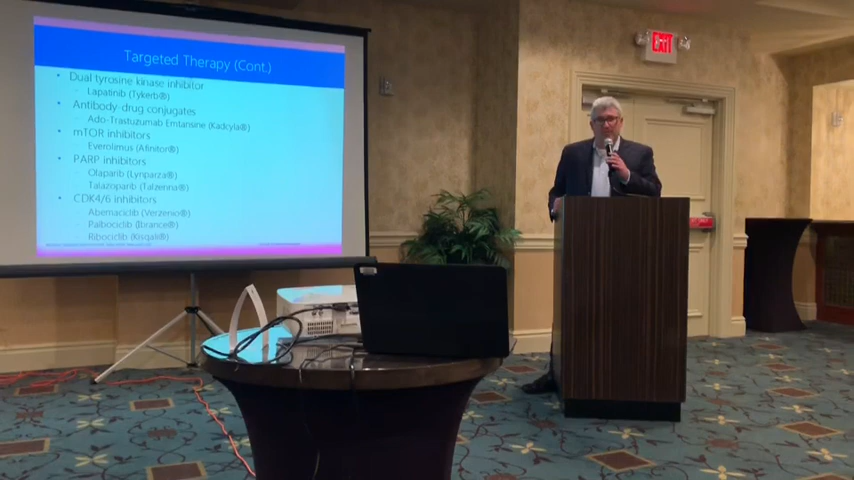 Targeted Therapy (Cont.)
• Dual tyrosine kinase inhibitor
- Lapatinib (Tykerb®)
• Antibody-drug conjugates
- Ado-Trastuzumab Emtansine (Kadcyla®)
• mTOR inhibitors
- Everolimus (Afinitor®)
• PARP inhibitors
- Olaparib (Lynparza®)
- Talazoparib (Talzenna®)
• CDK4/6 inhibitors
- Abemaciclib (Verzenio®)
- Palbociclib (Ibrance®)
- Ribociclib (Kisqali®)
EXIT